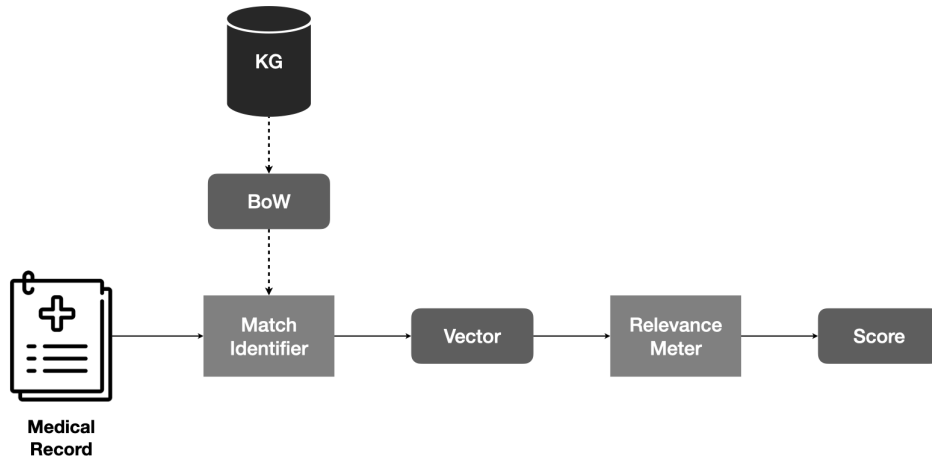 KG
BoW
Match
Identifier
Vector
Relevance
Meter
Score
Medical
Record